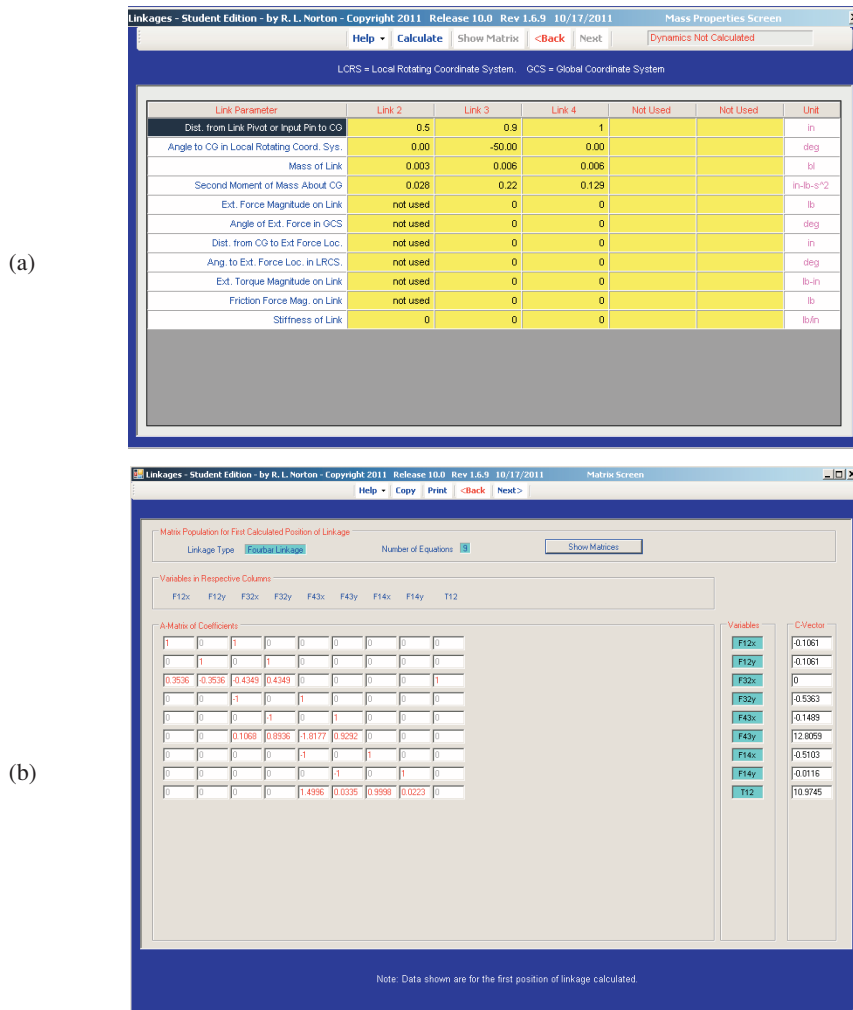 Linkages - Student Edition - by R. L. Norton - Copyright 2011 Release 10.0 Rev 1.6.9 10/17/2011 Mass Properties Screen
Help Calculate Show Matrix <Back Next Dynamics Not Calculated
LCRS = Local Rotating Coordinate System. GCS = Global Coordinate System
Link Parameter Link 2 Link 3 Link 4 Not Used Not Used Unit
Dist. from Link Pivot or Input Pin to CG 0.5 0.9 1 in
Angle to CG in Local Rotating Coord. Sys. 0.00 -50.00 0.00 deg
Mass of Link 0.003 0.006 0.006 bl
Second Moment of Mass About CG 0.028 0.22 0.129 in-lb-s^2
Ext. Force Magnitude on Link not used 0 0 lb
Angle of Ext. Force in GCS not used 0 0 deg
Dist. from CG to Ext Force Loc. not used 0 0 in
(a)
Ang. to Ext. Force Loc. in LRCS. not used 0 0 deg
Ext. Torque Magnitude on Link not used 0 0 lb-in
Friction Force Mag. on Link not used 0 0 lb
Stiffness of Link 0 0 0 lb/in
Linkages - Student Edition - by R. L. Norton - Copyright 2011 Release 10.0 Rev 1.6.9 10/17/2011 Matrix Screen
Help Copy Print <Back Next>
Matrix Population for First Calculated Position of Linkage
Linkage Type Fourbar Linkage Number of Equations 9 Show Matrices
Variables in Respective Columns
F12x F12y F32x F32y F43x F43y F14x F14y T12
A-Matrix of Coefficients Variables C-Vector
1 0 1 0 0 0 0 0 0 F12x -0.1061
0 1 0 1 0 0 0 0 0 F12y -0.1061
0.3536 -0.3536 -0.4349 0.4349 0 0 0 0 1 F32x 0
0 0 -1 0 1 0 0 0 0 F32y -0.5363
0 0 0 -1 0 1 0 0 0 F43x -0.1489
0 0 0.1068 0.8936 -1.8177 0.9292 0 0 0 F43y 12.8059
0 0 0 0 -1 0 1 0 0 F14x -0.5103
(b)
0 0 0 0 0 -1 0 1 0 F14y -0.0116
0 0 0 0 1.4996 0.0335 0.9998 0.0223 0 T12 10.9745
Note: Data shown are for the first position of linkage calculated.